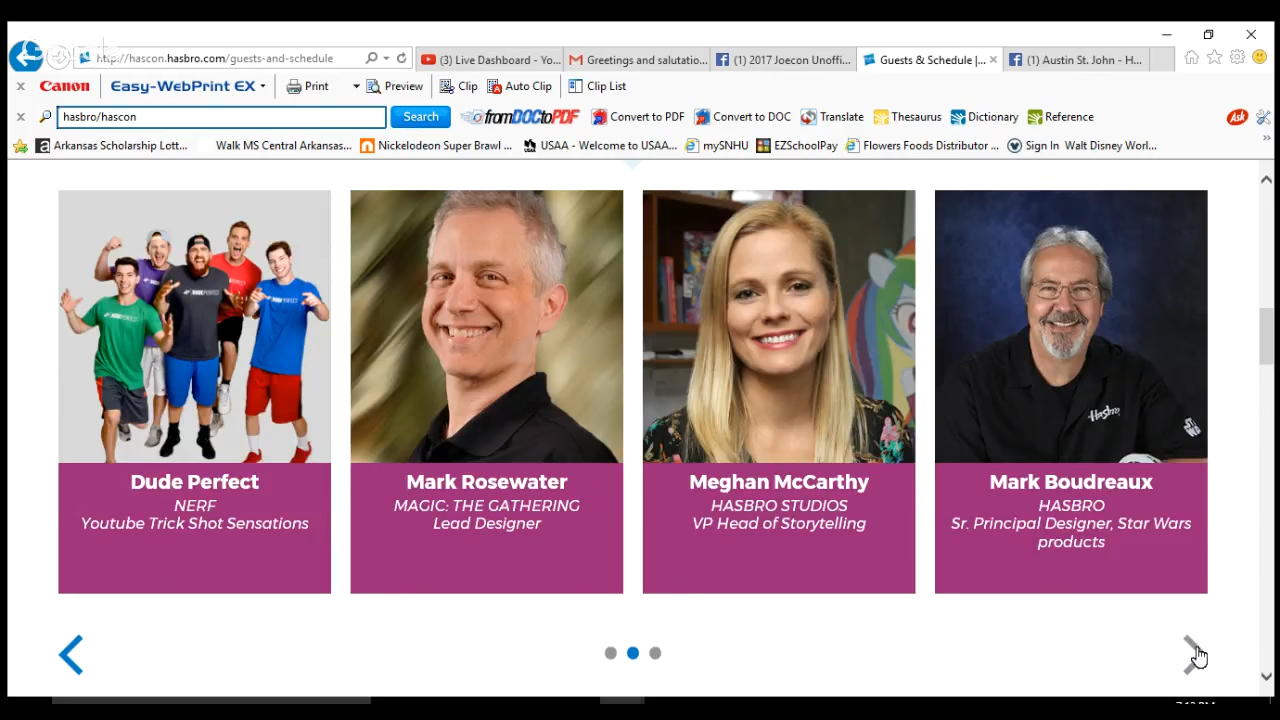 http://hascon.hasbro.com/guests-and-schedule
(3) Live Dashboard - Yo...
Greetings and salutatio...
(1) 2017 Joecon Unoffi...
Guests & Schedule |...
(1) Austin St. John - H...
Canon
Easy-WebPrint EX
Print
Preview
Clip
Auto Clip
Clip List
hasbro/hascon
Search
fromDOCtoPDF
Convert to PDF
Convert to DOC
Translate
Thesaurus
Dictionary
Reference
Ask
Arkansas Scholarship Lott...
Walk MS Central Arkansas...
Nickelodeon Super Brawl ...
USAA - Welcome to USAA...
mySNHU
EZSchoolPay
Flowers Foods Distributor ...
Sign In
Walt Disney Worl...
Dude Perfect
NERF
Youtube Trick Shot Sensations
Mark Rosewater
MAGIC: THE GATHERING
Lead Designer
Meghan McCarthy
HASBRO STUDIOS
VP Head of Storytelling
Hasbro
Mark Boudreaux
HASBRO
Sr. Principal Designer, Star Wars
products